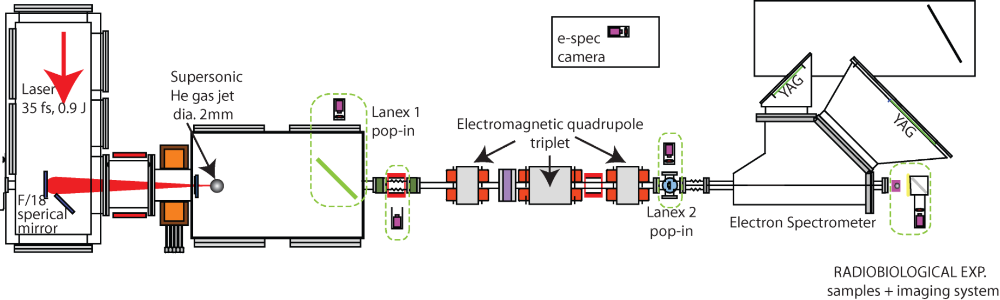 Laser
35 fs, 0.9 J
F/18
sperical
mirror
Supersonic
He gas jet
dia. 2mm
Lanex 1
pop-in
Electromagnetic quadrupole
triplet
e-spec
camera
Lanex 2
pop-in
YAG
YAG
Electron Spectrometer
RADIOBIOLOGICAL EXP.
samples + imaging system